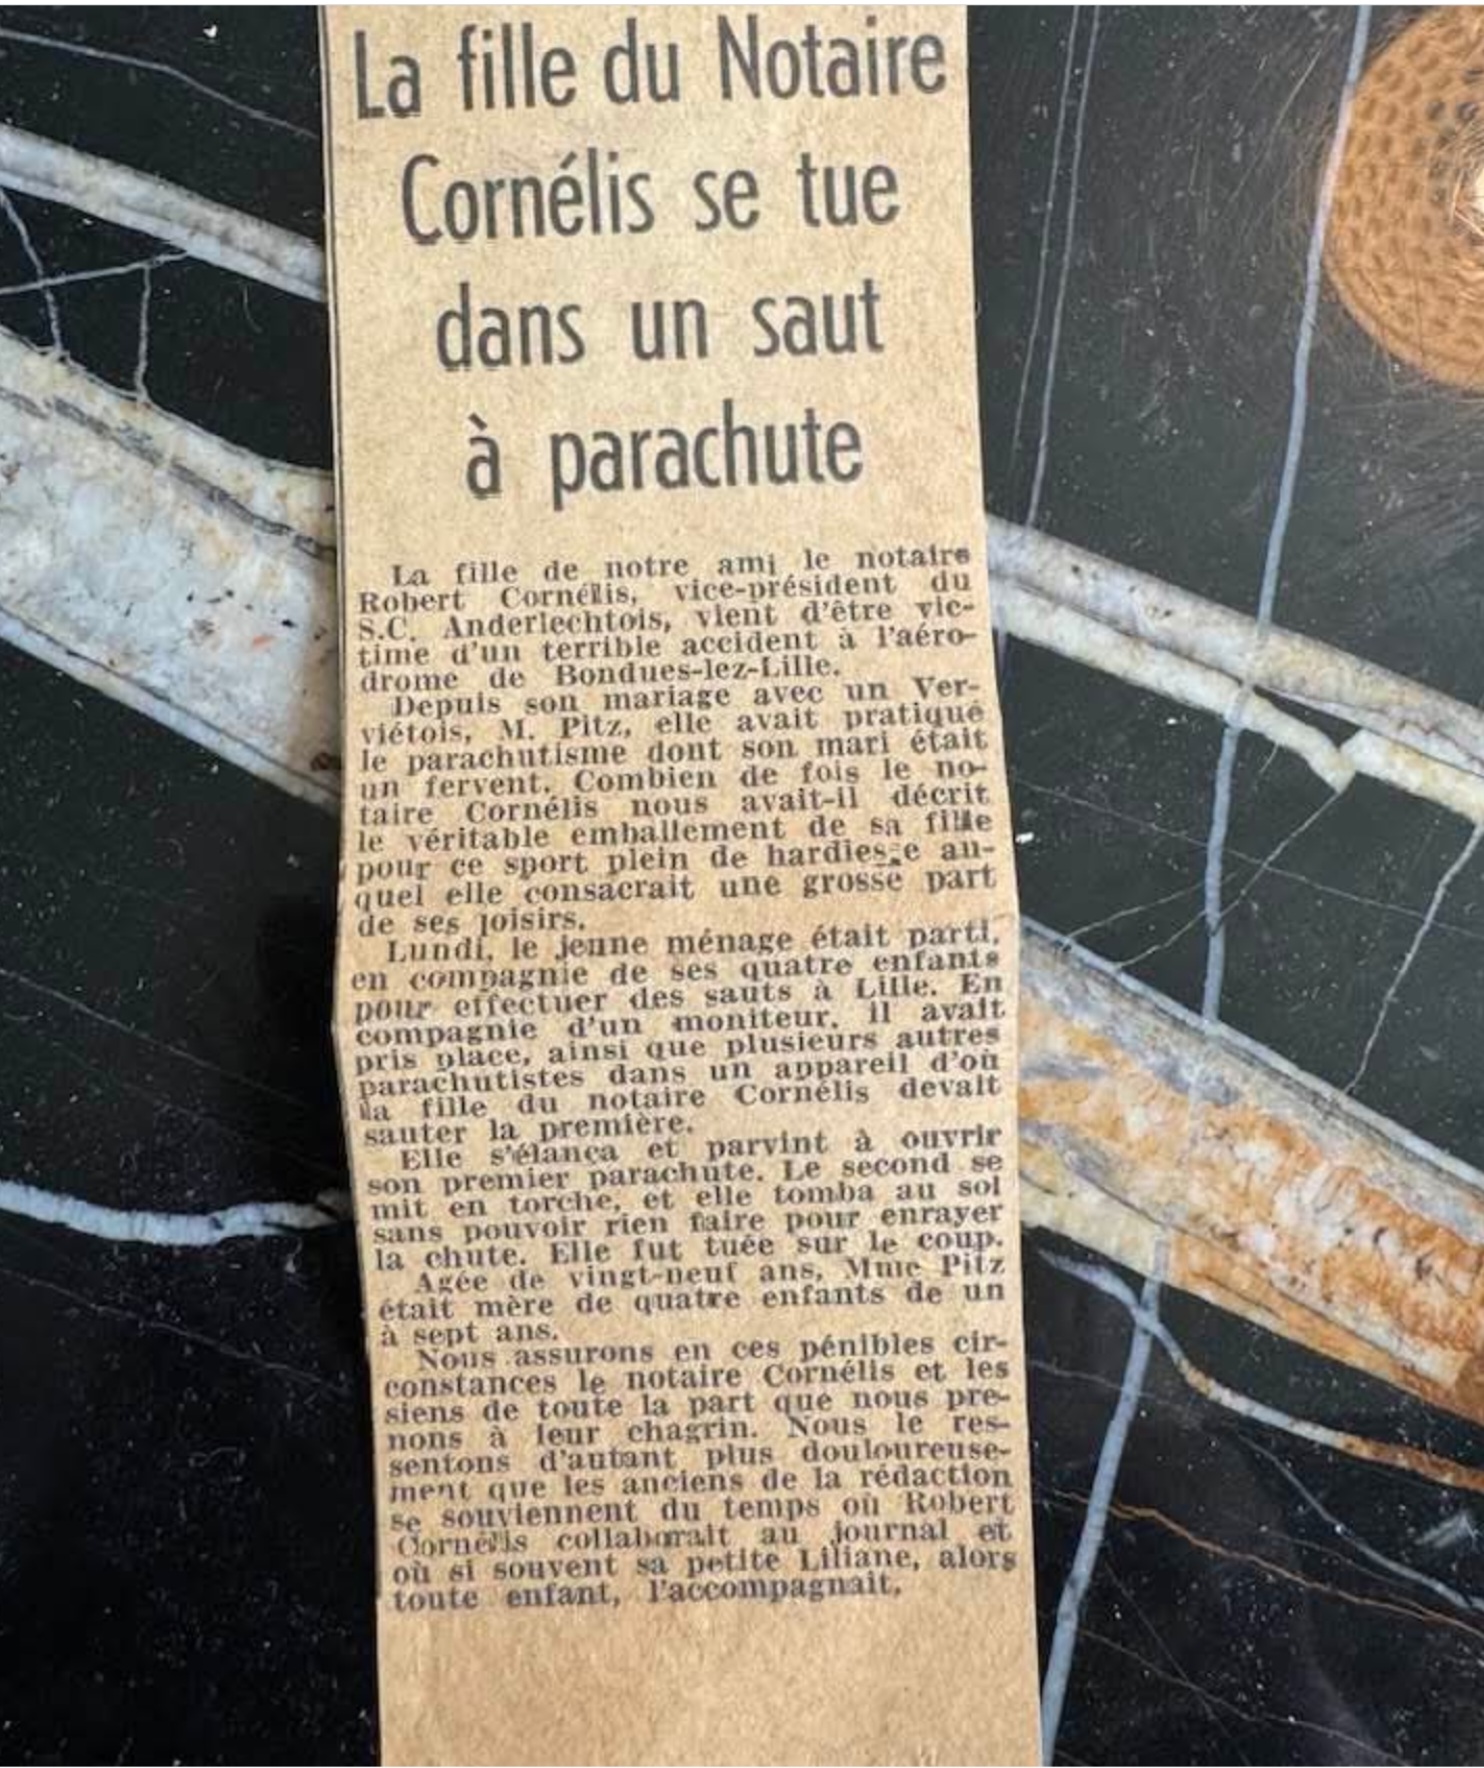 La fille du Notaire
Cornélis se tue
dans un saut
à parachute
La fille de notre ami le notaire
Robert Cornélis, vice-président du
S.C. Anderlechtois, vient d'être vic-
time d'un terrible accident à l'aéro-
drome de Bondues-lez-Lille.
Depuis son mariage avec un Ver-
viétois, M. Pitz, elle avait pratiqué
le parachutisme dont son mari était
un fervent. Combien de fois le no-
taire Cornélis nous avait-il décrit
le véritable emballement de sa fille
pour ce sport plein de hardiesse au-
quel elle consacrait une grosse part
de ses loisirs.
Lundi, le jeune ménage était parti,
en compagnie de ses quatre enfants
pour effectuer des sauts à Lille. En
compagnie d'un moniteur, il avait
pris place, ainsi que plusieurs autres
parachutistes dans un appareil d'où
la fille du notaire Cornélis devait
sauter la première.
Elle s'élança et parvint à ouvrir
son premier parachute. Le second se
mit en torche, et elle tomba au sol
sans pouvoir rien faire pour enrayer
la chute. Elle fut tuée sur le coup.
Agée de vingt-neuf ans, Mme Pitz
était mère de quatre enfants de un
à sept ans.
Nous assurons en ces pénibles cir-
constances le notaire Cornélis et les
siens de toute la part que nous pre-
nons à leur chagrin. Nous le res-
sentons d'autant plus douloureuse-
ment que les anciens de la rédaction
se souviennent du temps où Robert
Cornélis collaborait au journal et
où si souvent sa petite Liliane, alors
toute enfant, l'accompagnait.